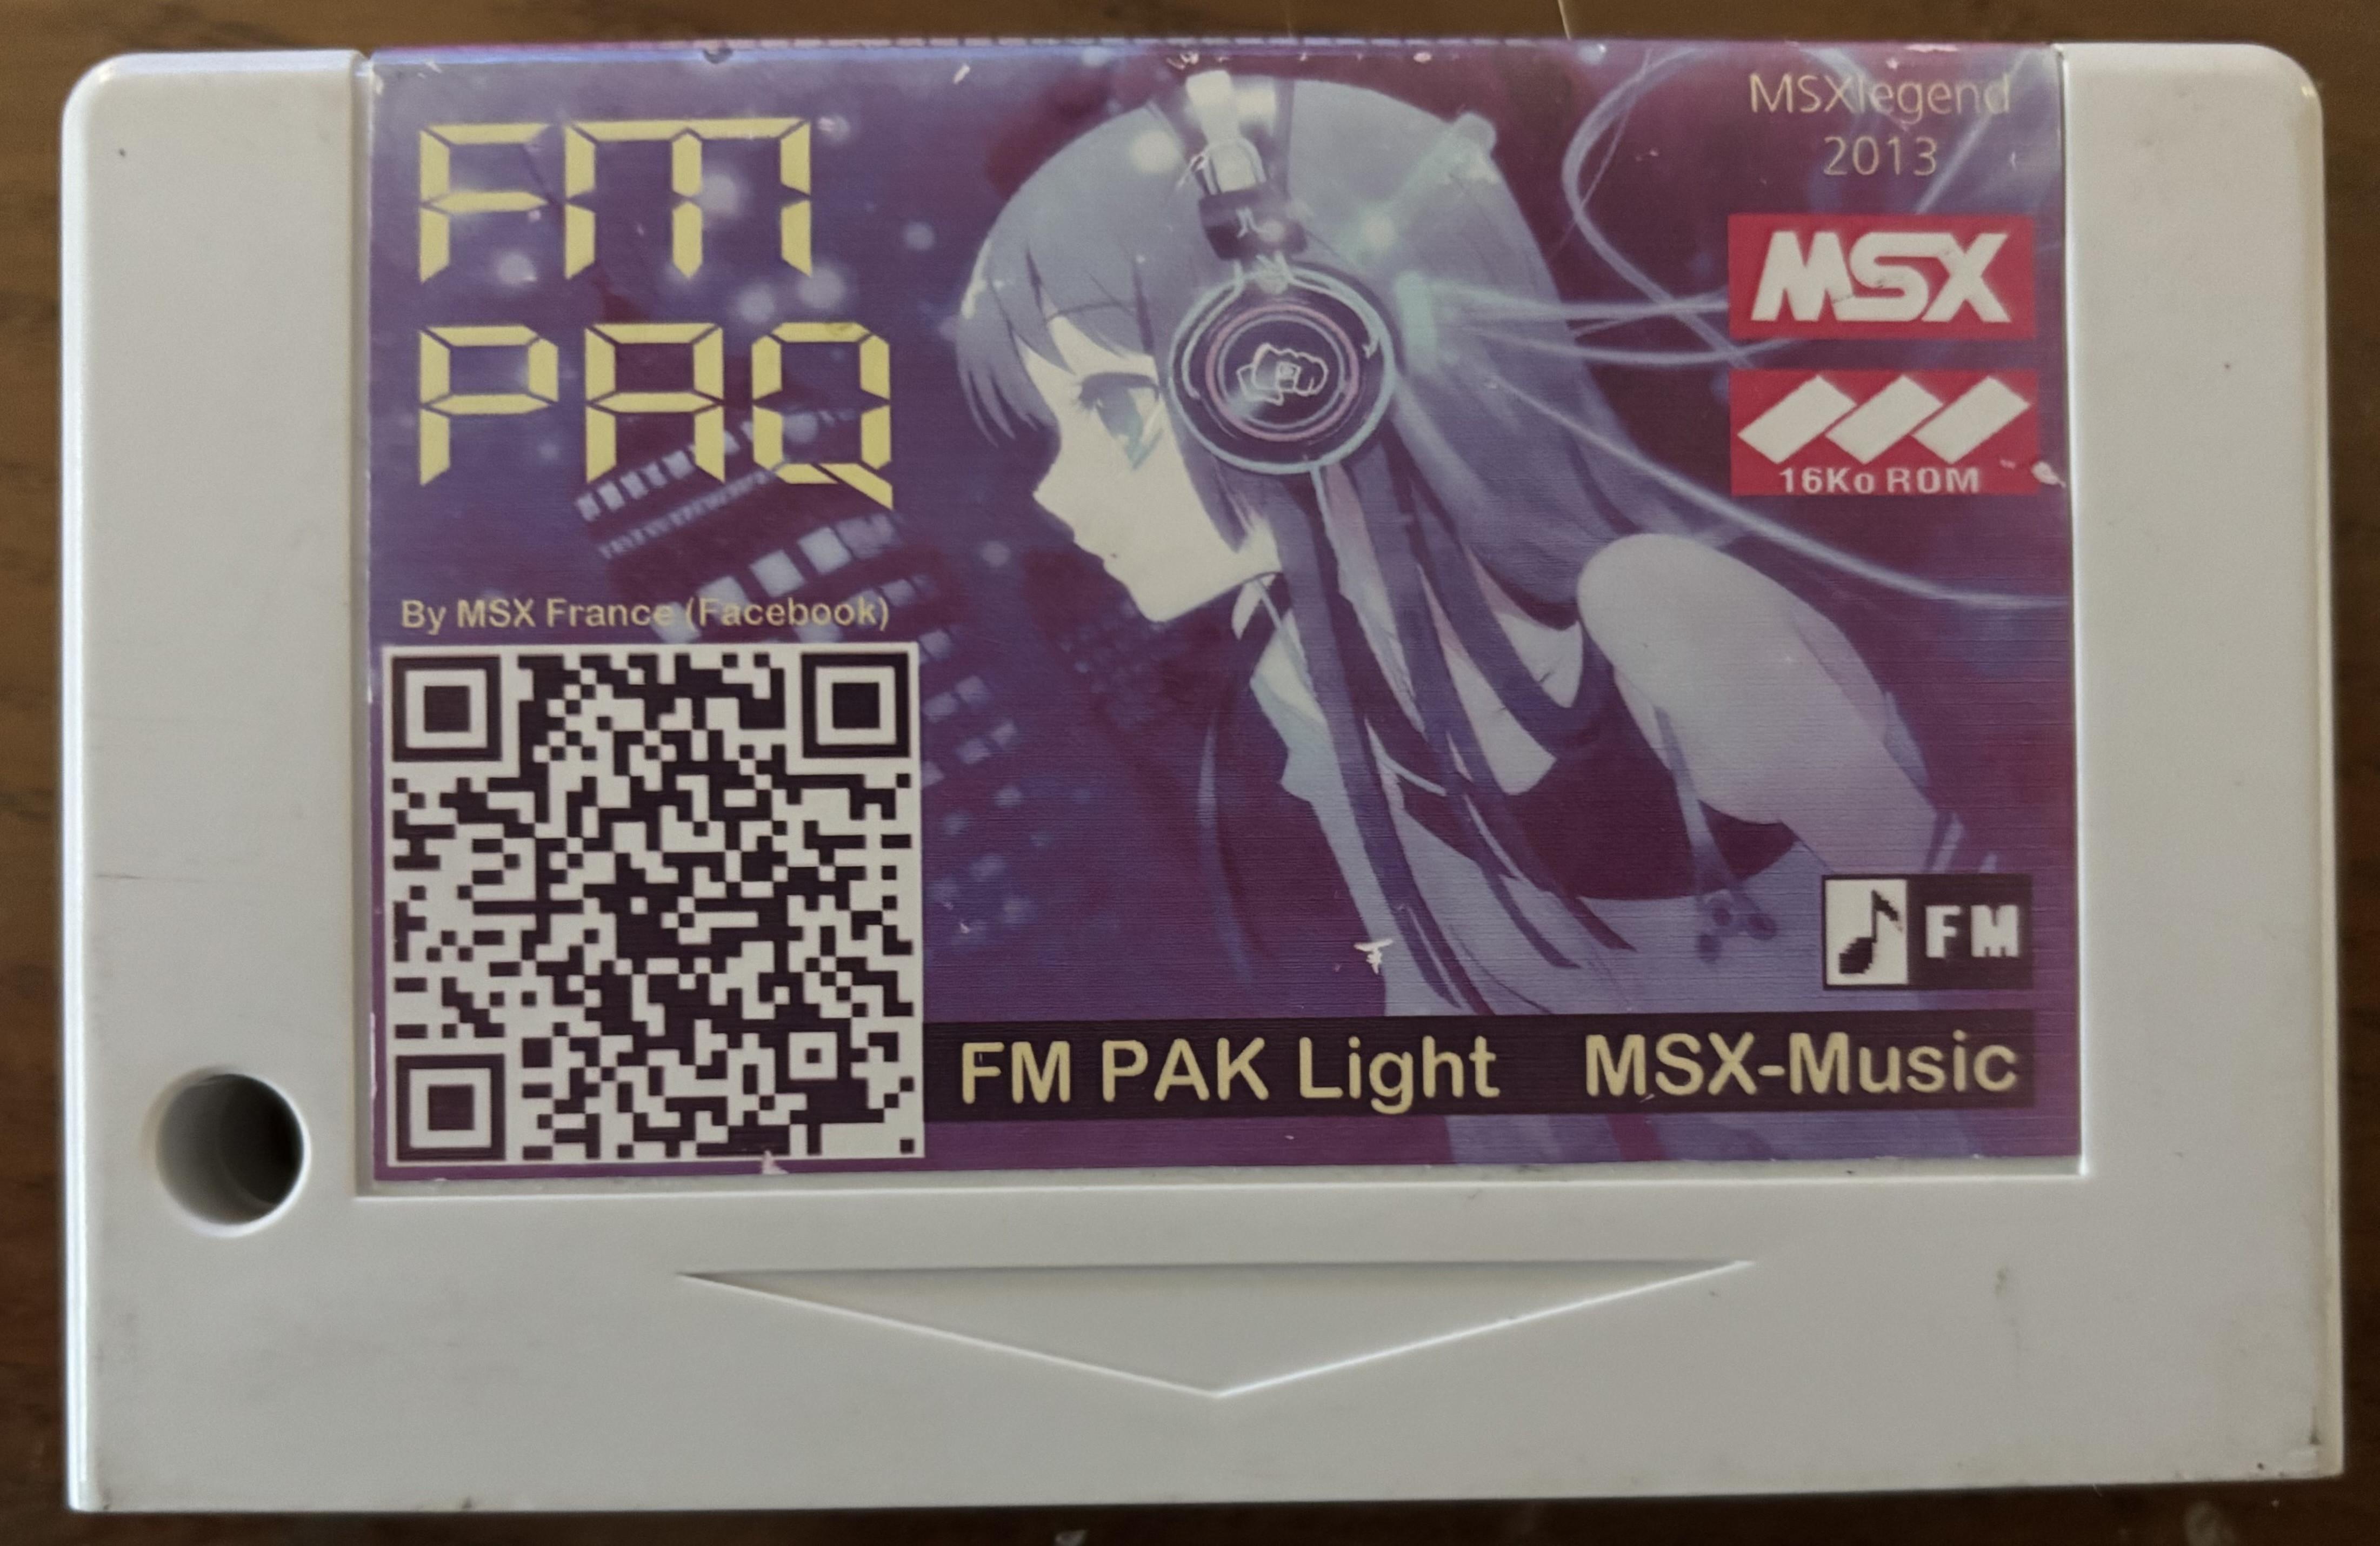 FM
PAQ
MSXlegend
2013
MSX
16Ko ROM
By MSX France (Facebook)
FM
FM PAK Light MSX-Music